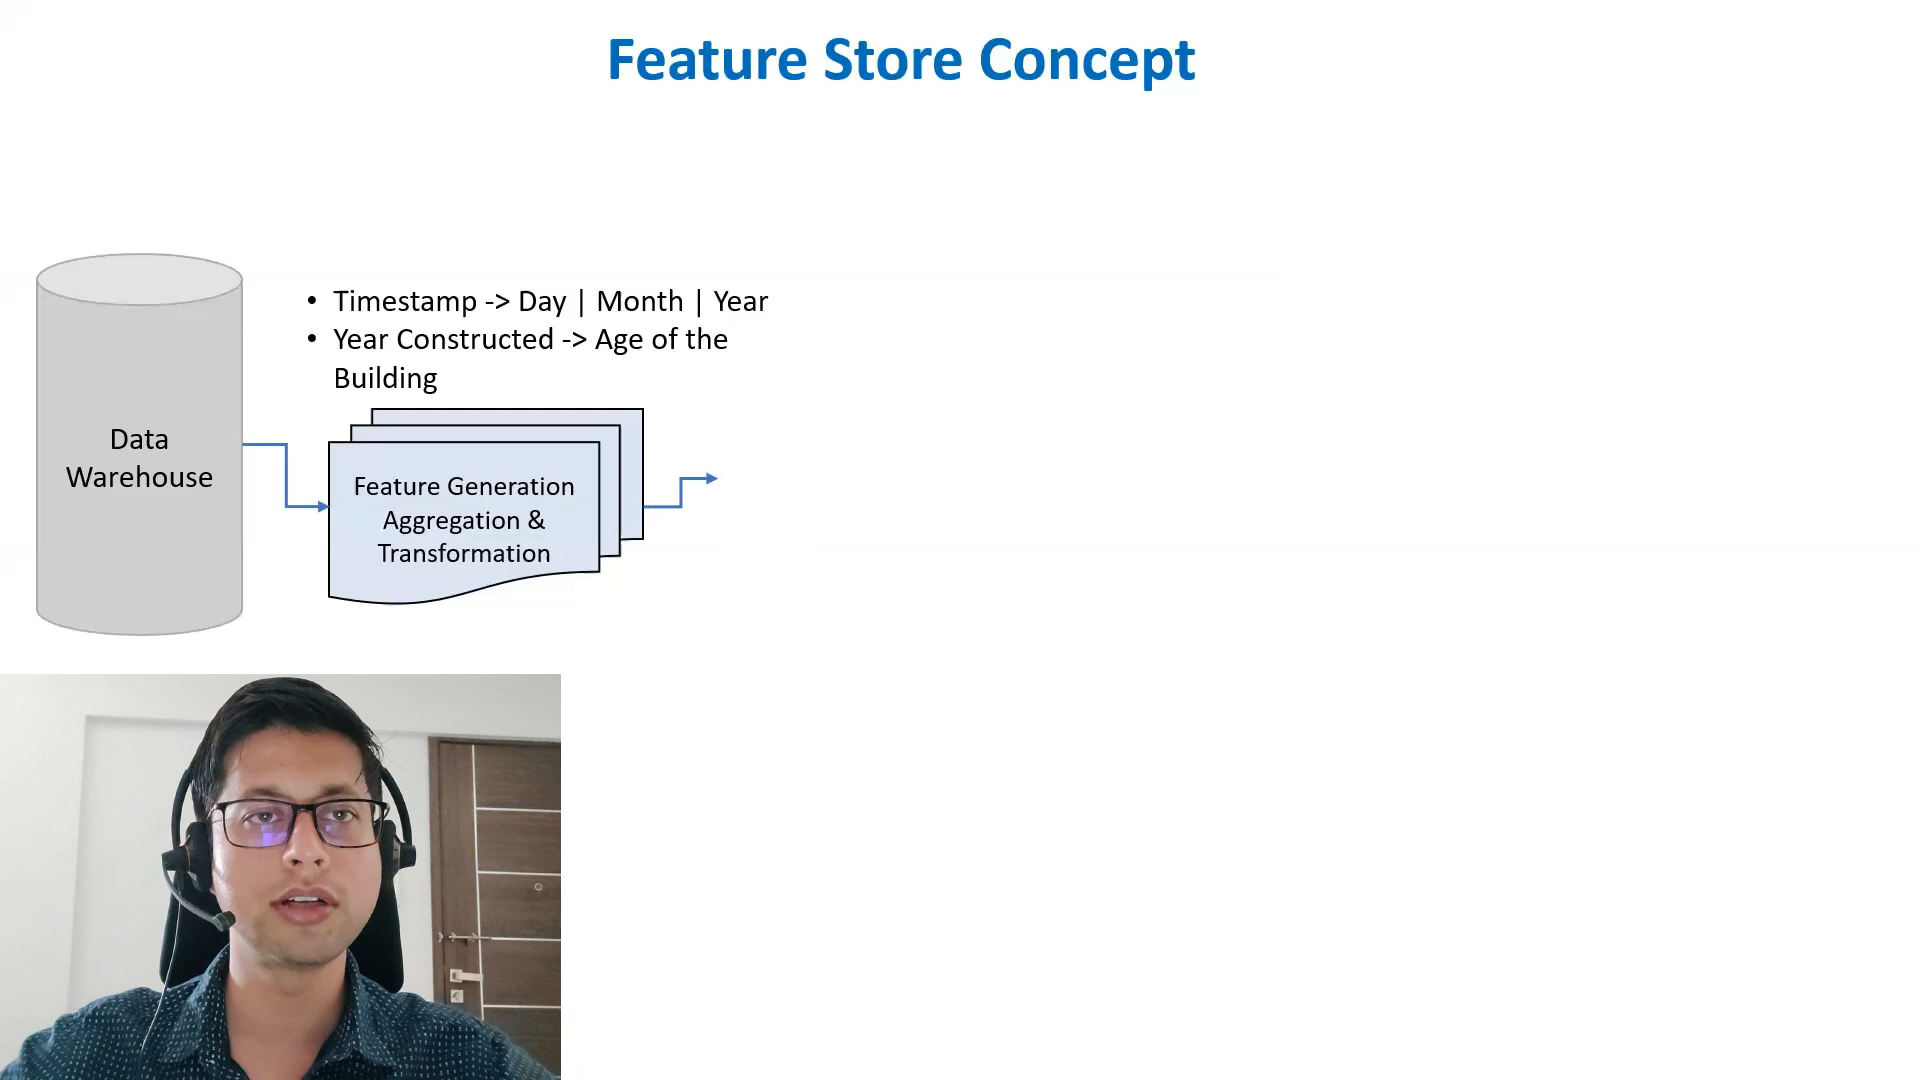 Feature Store Concept
• Timestamp -> Day | Month | Year
• Year Constructed -> Age of the
Building
Data
Warehouse
Feature Generation
Aggregation &
Transformation